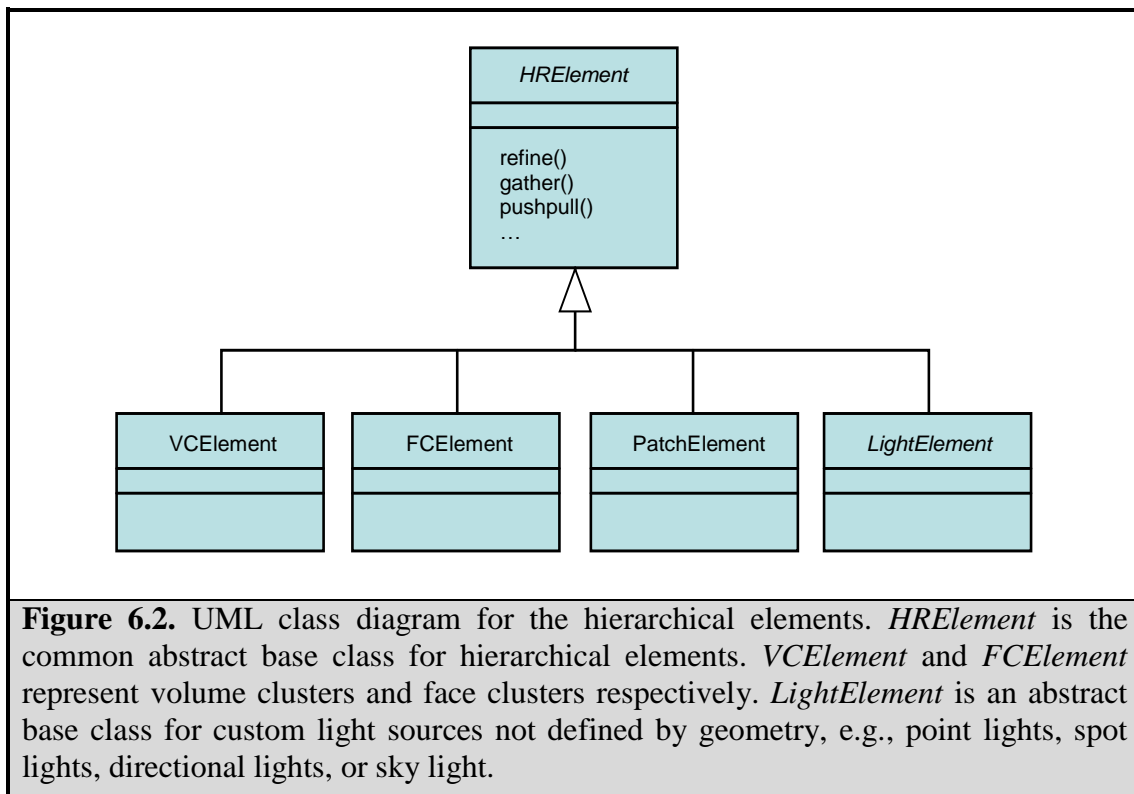 HRElement
refine()
gather()
pushpull()
…
VCElement
FCElement
PatchElement
LightElement
Figure 6.2. UML class diagram for the hierarchical elements. HRElement is the
common abstract base class for hierarchical elements. VCElement and FCElement
represent volume clusters and face clusters respectively. LightElement is an abstract
base class for custom light sources not defined by geometry, e.g., point lights, spot
lights, directional lights, or sky light.